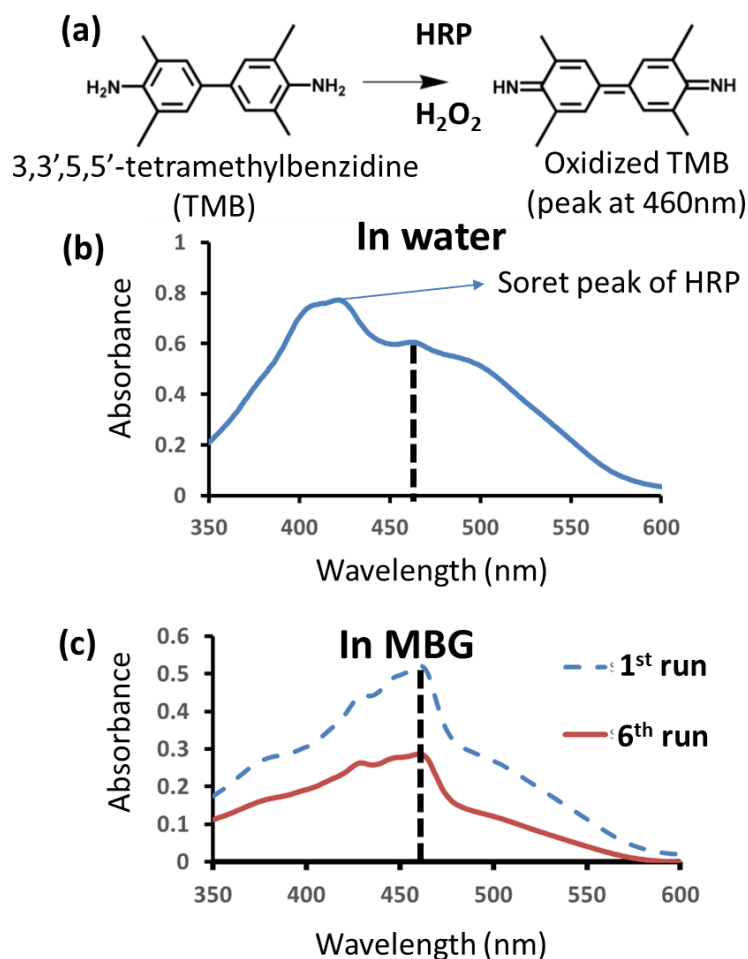 (a)
HRP
H₂O₂
H₂N
NH₂
HN
NH
3,3’,5,5’-tetramethylbenzidine
(TMB)
Oxidized TMB
(peak at 460nm)
(b)
In water
Soret peak of HRP
Absorbance
1
0.8
0.6
0.4
0.2
0
350 400 450 500 550 600
Wavelength (nm)
(c)
In MBG
1st run
6th run
Absorbance
0.6
0.5
0.4
0.3
0.2
0.1
0
350 400 450 500 550 600
Wavelength (nm)